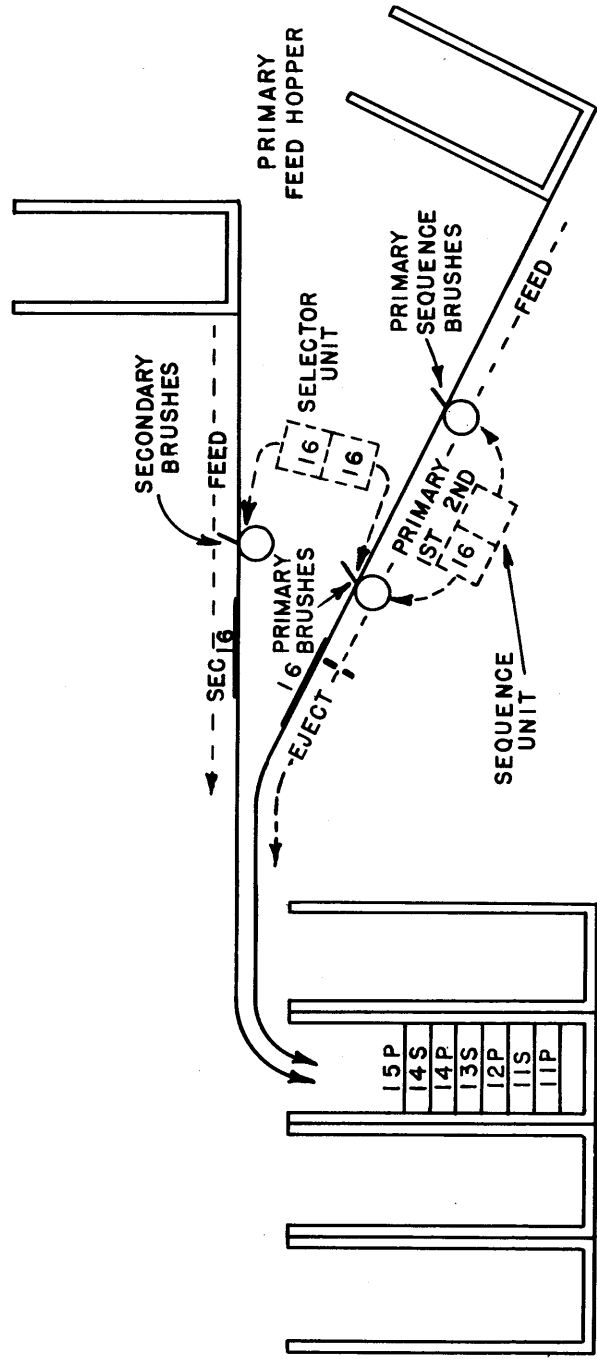 PRIMARY
FEED HOPPER
SECONDARY
BRUSHES
FEED
SELECTOR
UNIT
16
16
PRIMARY
SEQUENCE
BRUSHES
FEED
SEC
16
PRIMARY
BRUSHES
16
EJECT
PRIMARY
1ST 2ND
16
SEQUENCE
UNIT
15P
14S
14P
13S
12P
11S
11P